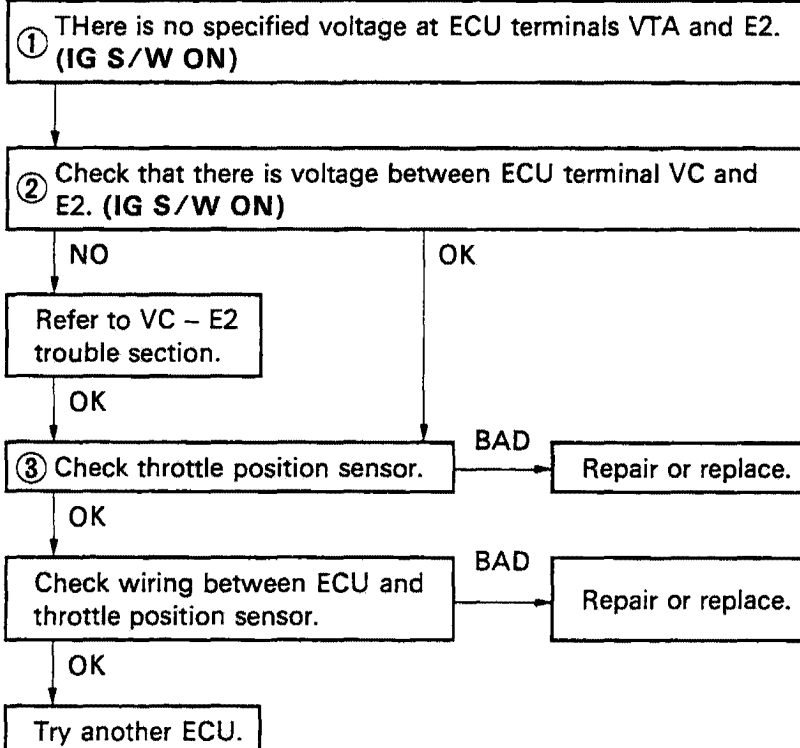 ① THere is no specified voltage at ECU terminals VTA and E2.
(IG S/W ON)
② Check that there is voltage between ECU terminal VC and
E2. (IG S/W ON)
NO
OK
Refer to VC – E2
trouble section.
OK
③ Check throttle position sensor.
BAD
Repair or replace.
OK
Check wiring between ECU and
throttle position sensor.
BAD
Repair or replace.
OK
Try another ECU.